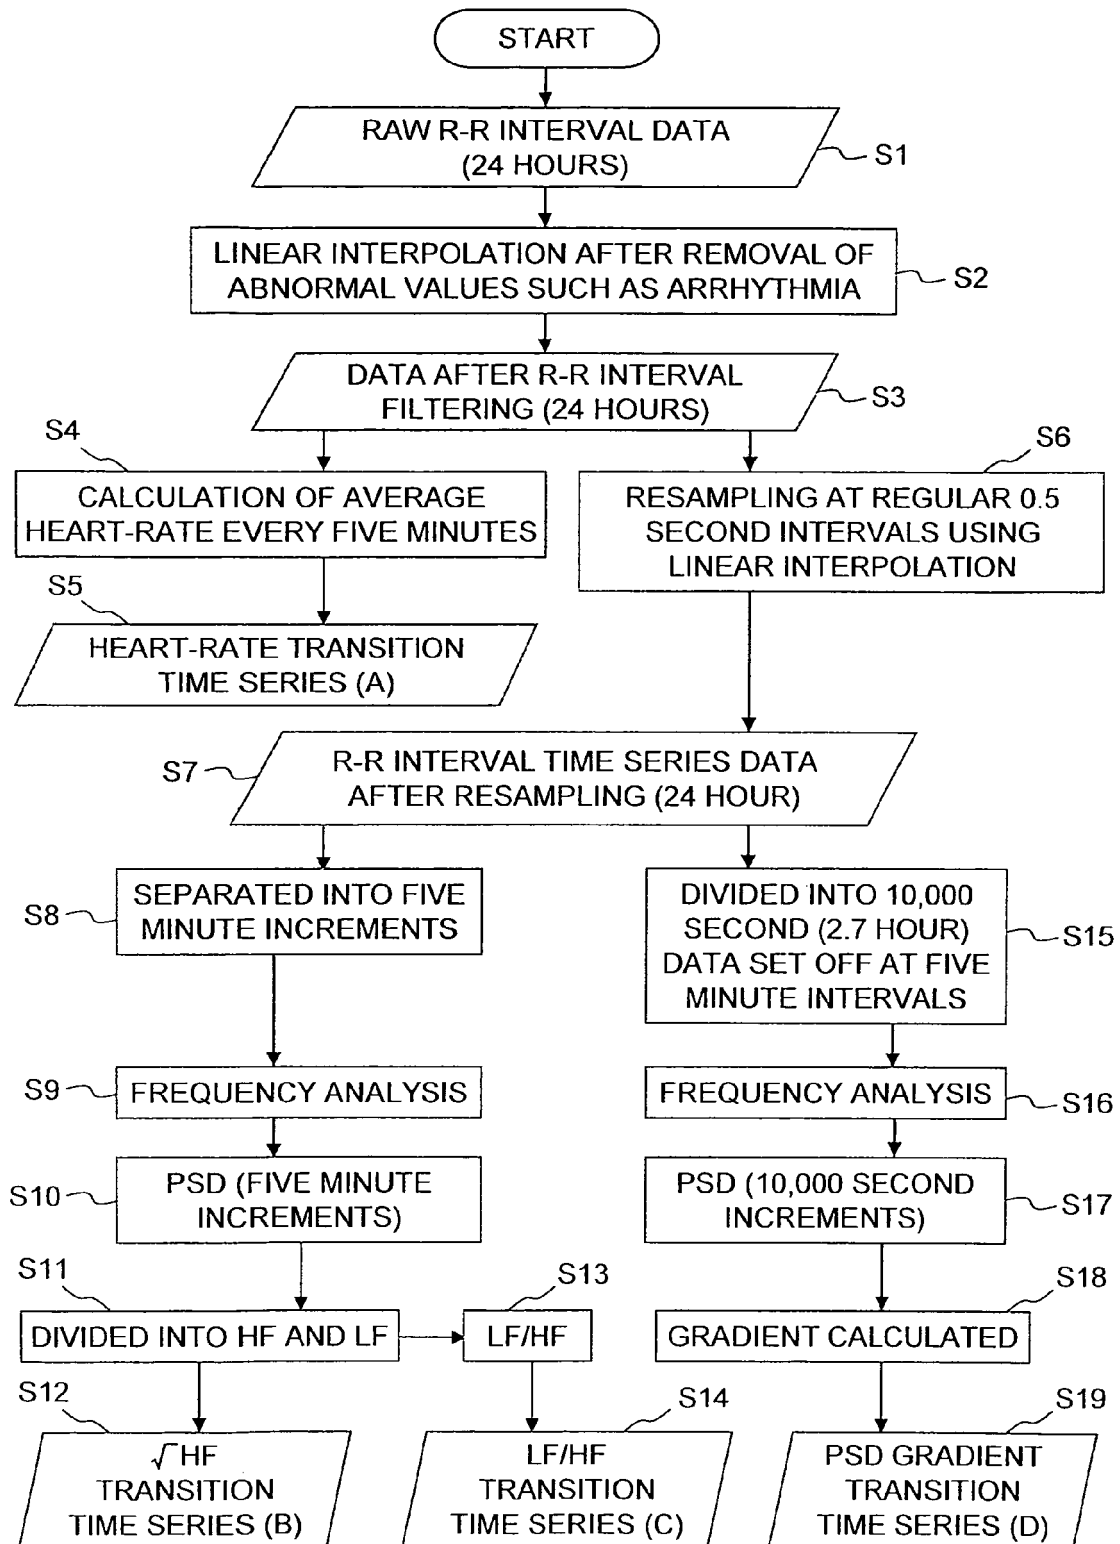 START
RAW R-R INTERVAL DATA
(24 HOURS)
S1
LINEAR INTERPOLATION AFTER REMOVAL OF
ABNORMAL VALUES SUCH AS ARRHYTHMIA
S2
DATA AFTER R-R INTERVAL
FILTERING (24 HOURS)
S3
S4
CALCULATION OF AVERAGE
HEART-RATE EVERY FIVE MINUTES
S6
RESAMPLING AT REGULAR 0.5
SECOND INTERVALS USING
LINEAR INTERPOLATION
S5
HEART-RATE TRANSITION
TIME SERIES (A)
S7
R-R INTERVAL TIME SERIES DATA
AFTER RESAMPLING (24 HOUR)
S8
SEPARATED INTO FIVE
MINUTE INCREMENTS
DIVIDED INTO 10,000
SECOND (2.7 HOUR)
DATA SET OFF AT FIVE
MINUTE INTERVALS
S15
S9
FREQUENCY ANALYSIS
FREQUENCY ANALYSIS
S16
S10
PSD (FIVE MINUTE
INCREMENTS)
PSD (10,000 SECOND
INCREMENTS)
S17
S11
DIVIDED INTO HF AND LF
S13
LF/HF
S18
GRADIENT CALCULATED
S12
√HF
TRANSITION
TIME SERIES (B)
S14
LF/HF
TRANSITION
TIME SERIES (C)
S19
PSD GRADIENT
TRANSITION
TIME SERIES (D)